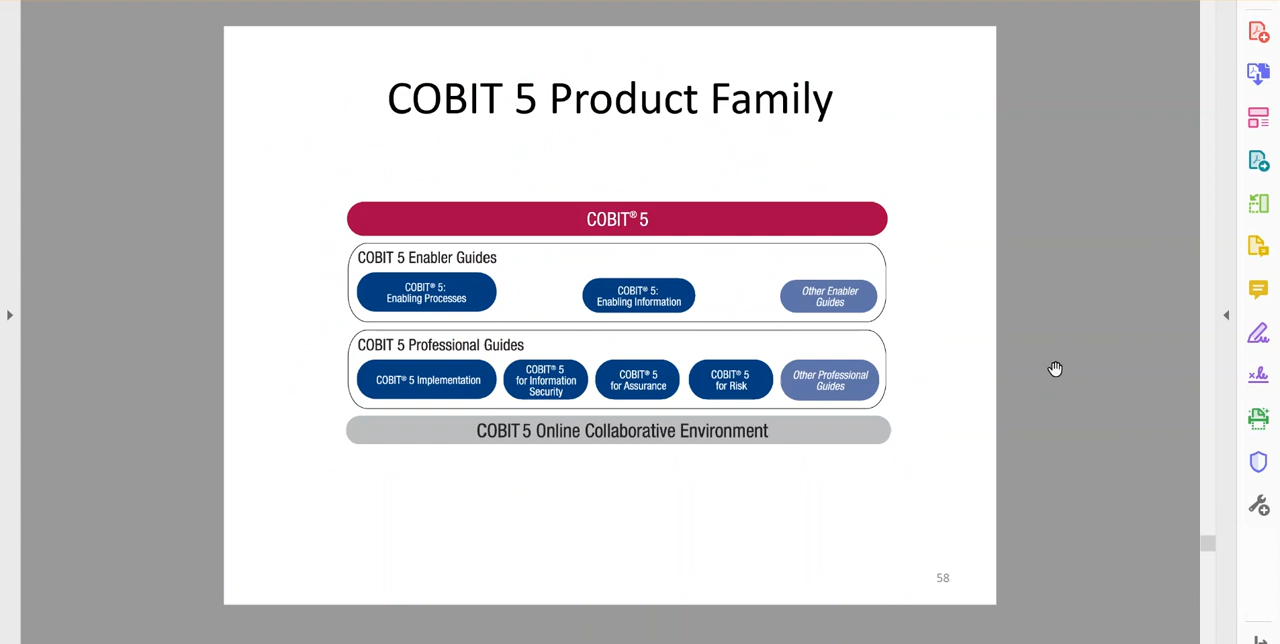 COBIT 5 Product Family
COBIT® 5
COBIT 5 Enabler Guides
COBIT® 5:
Enabling Processes
COBIT® 5:
Enabling Information
Other Enabler
Guides
COBIT 5 Professional Guides
COBIT® 5 Implementation
COBIT® 5
for Information
Security
COBIT® 5
for Assurance
COBIT® 5
for Risk
Other Professional
Guides
COBIT 5 Online Collaborative Environment
58